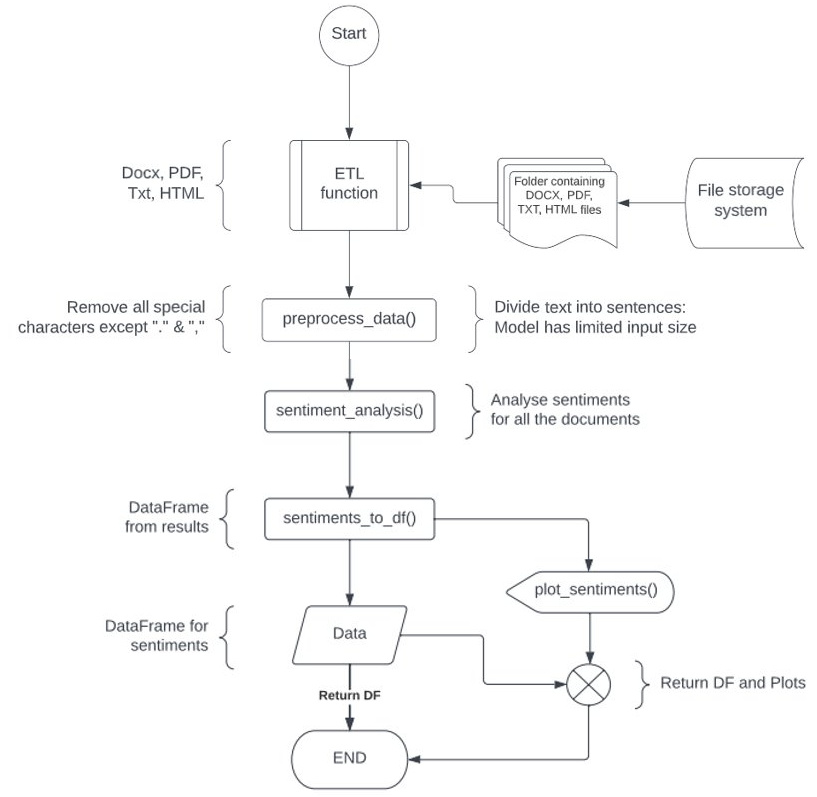 Start
Docx, PDF,
Txt, HTML
ETL
function
Folder containing
DOCX, PDF,
TXT, HTML files
File storage
system
Remove all special
characters except "." & ","
preprocess_data()
Divide text into sentences:
Model has limited input size
sentiment_analysis()
Analyse sentiments
for all the documents
DataFrame
from results
sentiments_to_df()
plot_sentiments()
DataFrame for
sentiments
Data
Return DF
Return DF and Plots
END